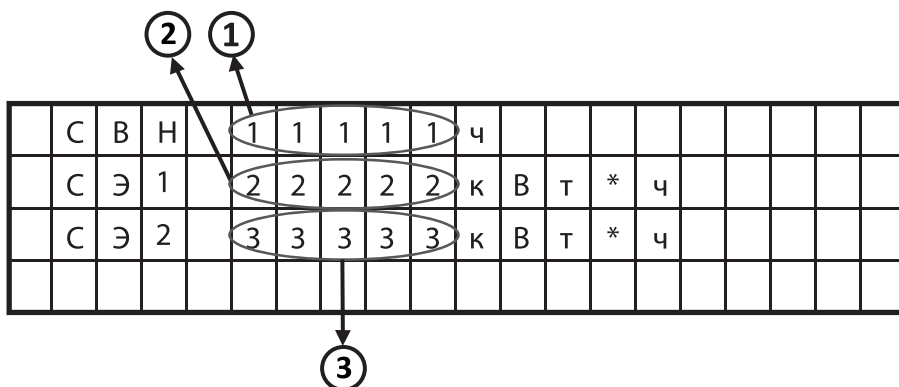 2 1
С В Н 1 1 1 1 1 ч
С Э 1 2 2 2 2 2 к В т * ч
С Э 2 3 3 3 3 3 к В т * ч
3